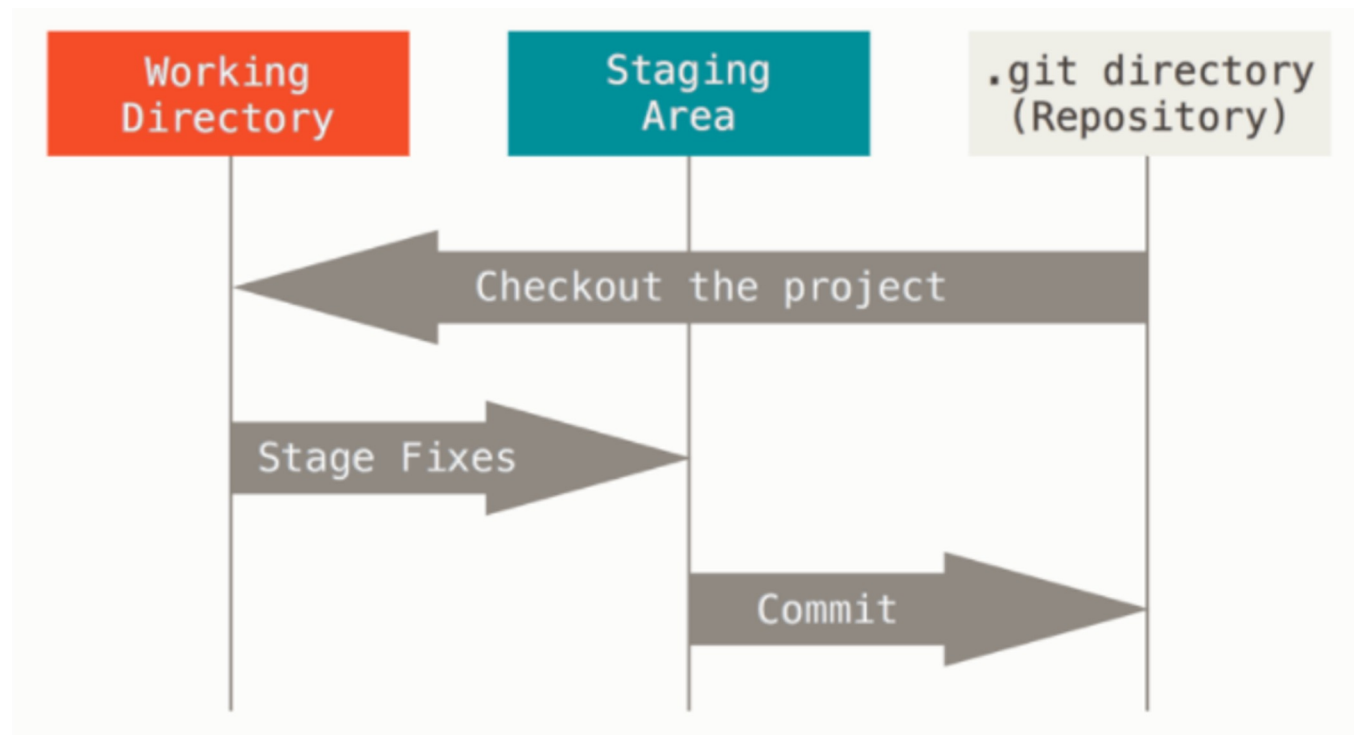 Working
Directory
Staging
Area
.git directory
(Repository)
Checkout the project
Stage Fixes
Commit